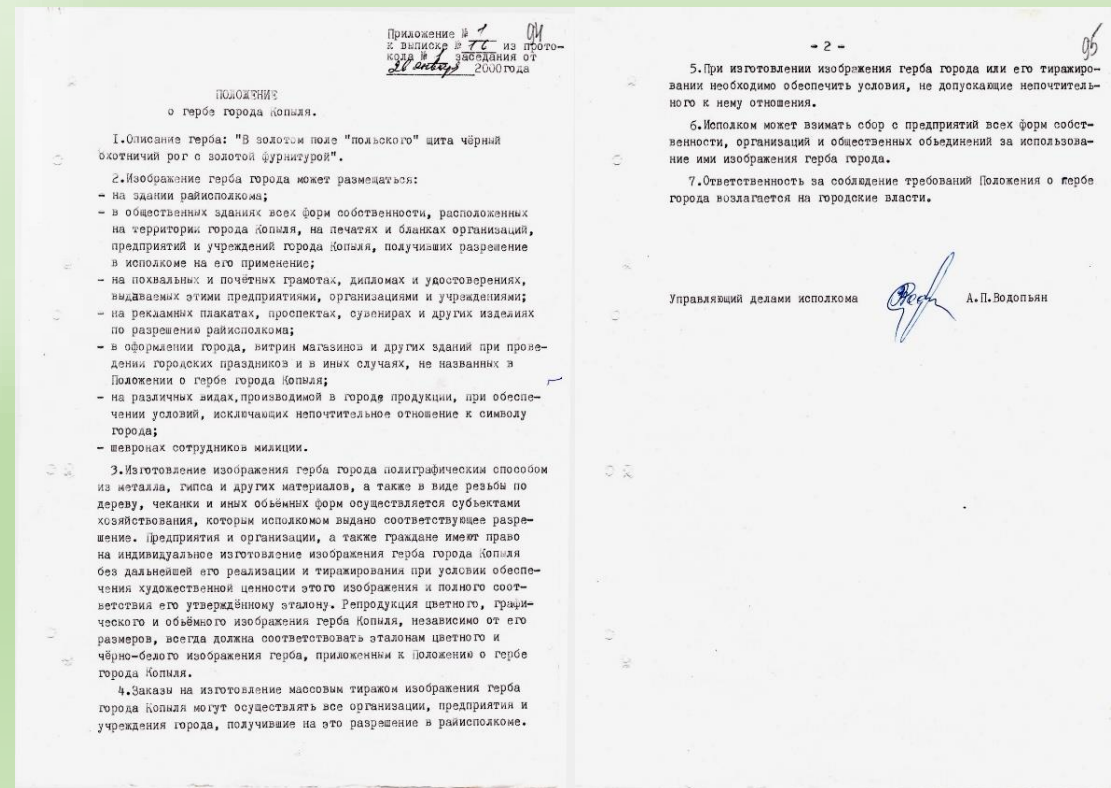 Приложение № 1 94
к выписке № 16 из прото-
кола № 1 заседания от
20 января 2000года
ПОЛОЖЕНИЕ
о гербе города Копыля.
1.Описание герба: "В золотом поле "польского" щита чёрный
охотничий рог с золотой фурнитурой".
2.Изображение герба города может размещаться:
- на здании райисполкома;
- в общественных зданиях всех форм собственности, расположенных
на территории города Копыля, на печатях и бланках организаций,
предприятий и учреждений города Копыля, получивших разрешение
в исполкоме на его применение;
- на похвальных и почётных грамотах, дипломах и удостоверениях,
выдаваемых этими предприятиями, организациями и учреждениями;
- на рекламных плакатах, проспектах, сувенирах и других изделиях
по разрешению райисполкома;
- в оформлении города, витрин магазинов и других зданий при прове-
дении городских праздников и в иных случаях, не названных в
Положении о гербе города Копыля;
- на различных видах,производимой в городе продукции, при обеспе-
чении условий, исключающих непочтительное отношение к символу
города;
- шевронах сотрудников милиции.
3.Изготовление изображения герба города полиграфическим способом
из металла, гипса и других материалов, а также в виде резьбы по
дереву, чеканки и иных объёмных форм осуществляется субъектами
хозяйствования, которым исполкомом выдано соответствующее разре-
шение. Предприятия и организации, а также граждане имеют право
на индивидуальное изготовление изображения герба города Копыля
без дальнейшей его реализации и тиражирования при условии обеспе-
чения художественной ценности этого изображения и полного соот-
ветствия его утверждённому эталону. Репродукция цветного, графи-
ческого и объёмного изображения герба Копыля, независимо от его
размеров, всегда должна соответствовать эталонам цветного и
чёрно-белого изображения герба, приложенным к Положению о гербе
города Копыля.
4.Заказы на изготовление массовым тиражом изображения герба
города Копыля могут осуществлять все организации, предприятия и
учреждения города, получившие на это разрешение в райисполкоме.
- 2 - 95
5.При изготовлении изображения герба города или его тиражиро-
вании необходимо обеспечить условия, не допускающие непочтитель-
ного к нему отношения.
6.Исполком может взимать сбор с предприятий всех форм собст-
венности, организаций и общественных объединений за использова-
ние ими изображения герба города.
7.Ответственность за соблюдение требований Положения о гербе
города возлагается на городские власти.
Управляющий делами исполкома А.П.Водопьян